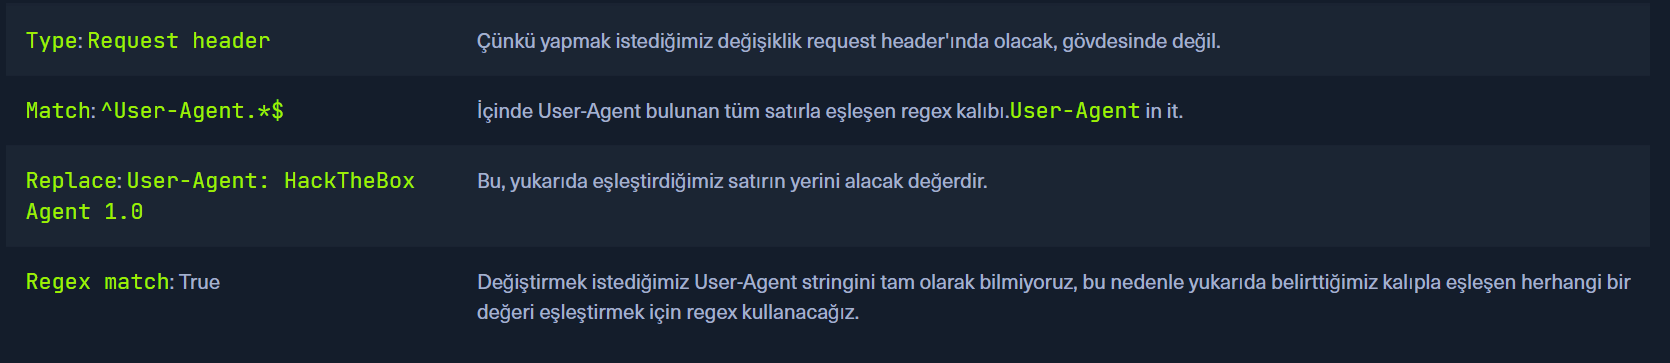 Type: Request header
Çünkü yapmak istediğimiz değişiklik request header'ında olacak, gövdesinde değil.
Match: ^User-Agent.*$
İçinde User-Agent bulunan tüm satırla eşleşen regex kalıbı.User-Agent in it.
Replace: User-Agent: HackTheBox
Agent 1.0
Bu, yukarıda eşleştirdiğimiz satırın yerini alacak değerdir.
Regex match: True
Değiştirmek istediğimiz User-Agent stringini tam olarak bilmiyoruz, bu nedenle yukarıda belirttiğimiz kalıpla eşleşen herhangi bir
değeri eşleştirmek için regex kullanacağız.